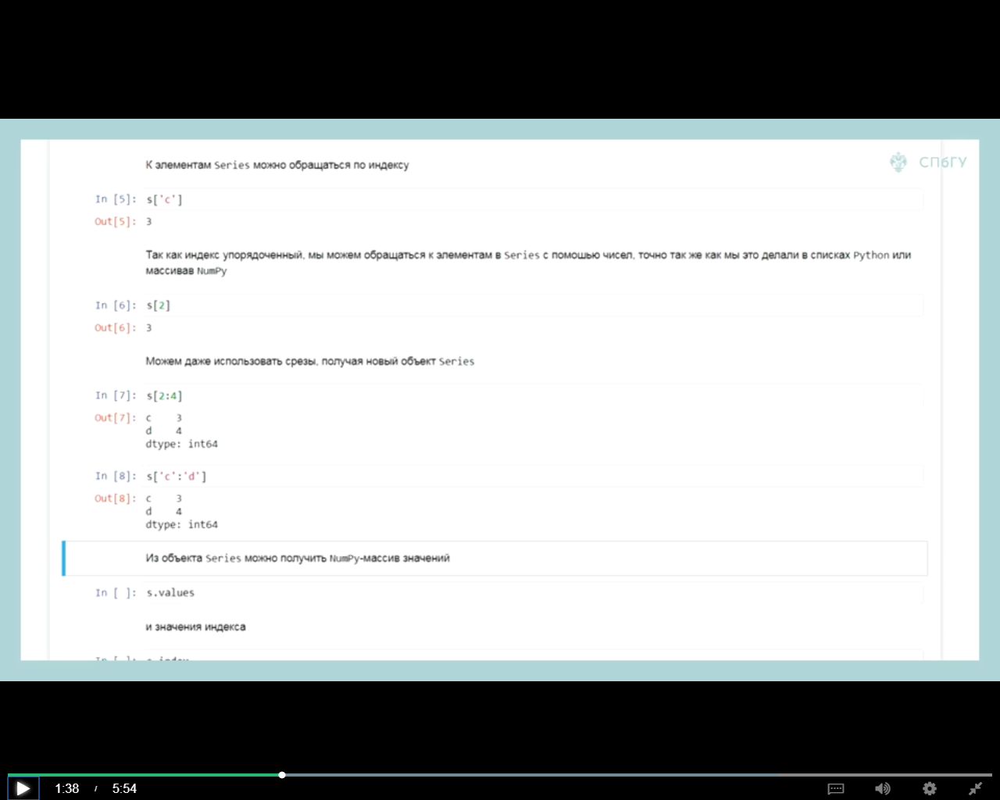 К элементам Series можно обращаться по индексу
СПбГУ
In [5]: s['c']
Out[5]: 3
Так как индекс упорядоченный, мы можем обращаться к элементам в Series с помошью чисел, точно так же как мы это делали в списках Python или
массивав NumPy
In [6]: s[2]
Out[6]: 3
Можем даже использовать срезы, получая новый объект Series
In [7]: s[2:4]
Out[7]: c 3
d 4
dtype: int64
In [8]: s['c':'d']
Out[8]: c 3
d 4
dtype: int64
Из объекта Series можно получить NumPy-массив значений
In [ ]: s.values
и значения индекса
In [ ]: s.index
1:38 / 5:54